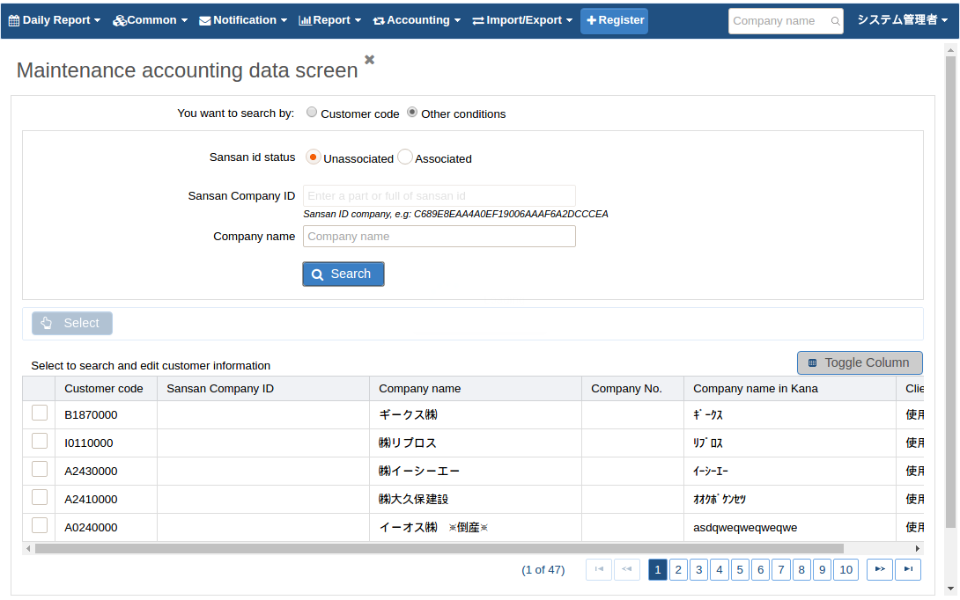 Daily Report Common Notification Report Accounting Import/Export Register Company name システム管理者
Maintenance accounting data screen
You want to search by: Customer code Other conditions
Sansan id status Unassociated Associated
Sansan Company ID Enter a part or full of sansan id
Sansan ID company, e.g: C689E8EAA4A0EF19006AAAF6A2DCCCEA
Company name Company name
Search
Select
Select to search and edit customer information Toggle Column
Customer code Sansan Company ID Company name Company No. Company name in Kana Clie
B1870000 ギークス㈱ ｷﾞｰｸｽ 使用
I0110000 ㈱リブロス ﾘﾌﾞﾛｽ 使用
A2430000 ㈱イーシーエー ｲｰｼｰｴｰ 使用
A2410000 ㈱大久保建設 ｵｵｸﾎﾞｹﾝｾﾂ 使用
A0240000 イーオス㈱　※倒産※ asdqweqweqweqwe 使用
(1 of 47) 1 2 3 4 5 6 7 8 9 10